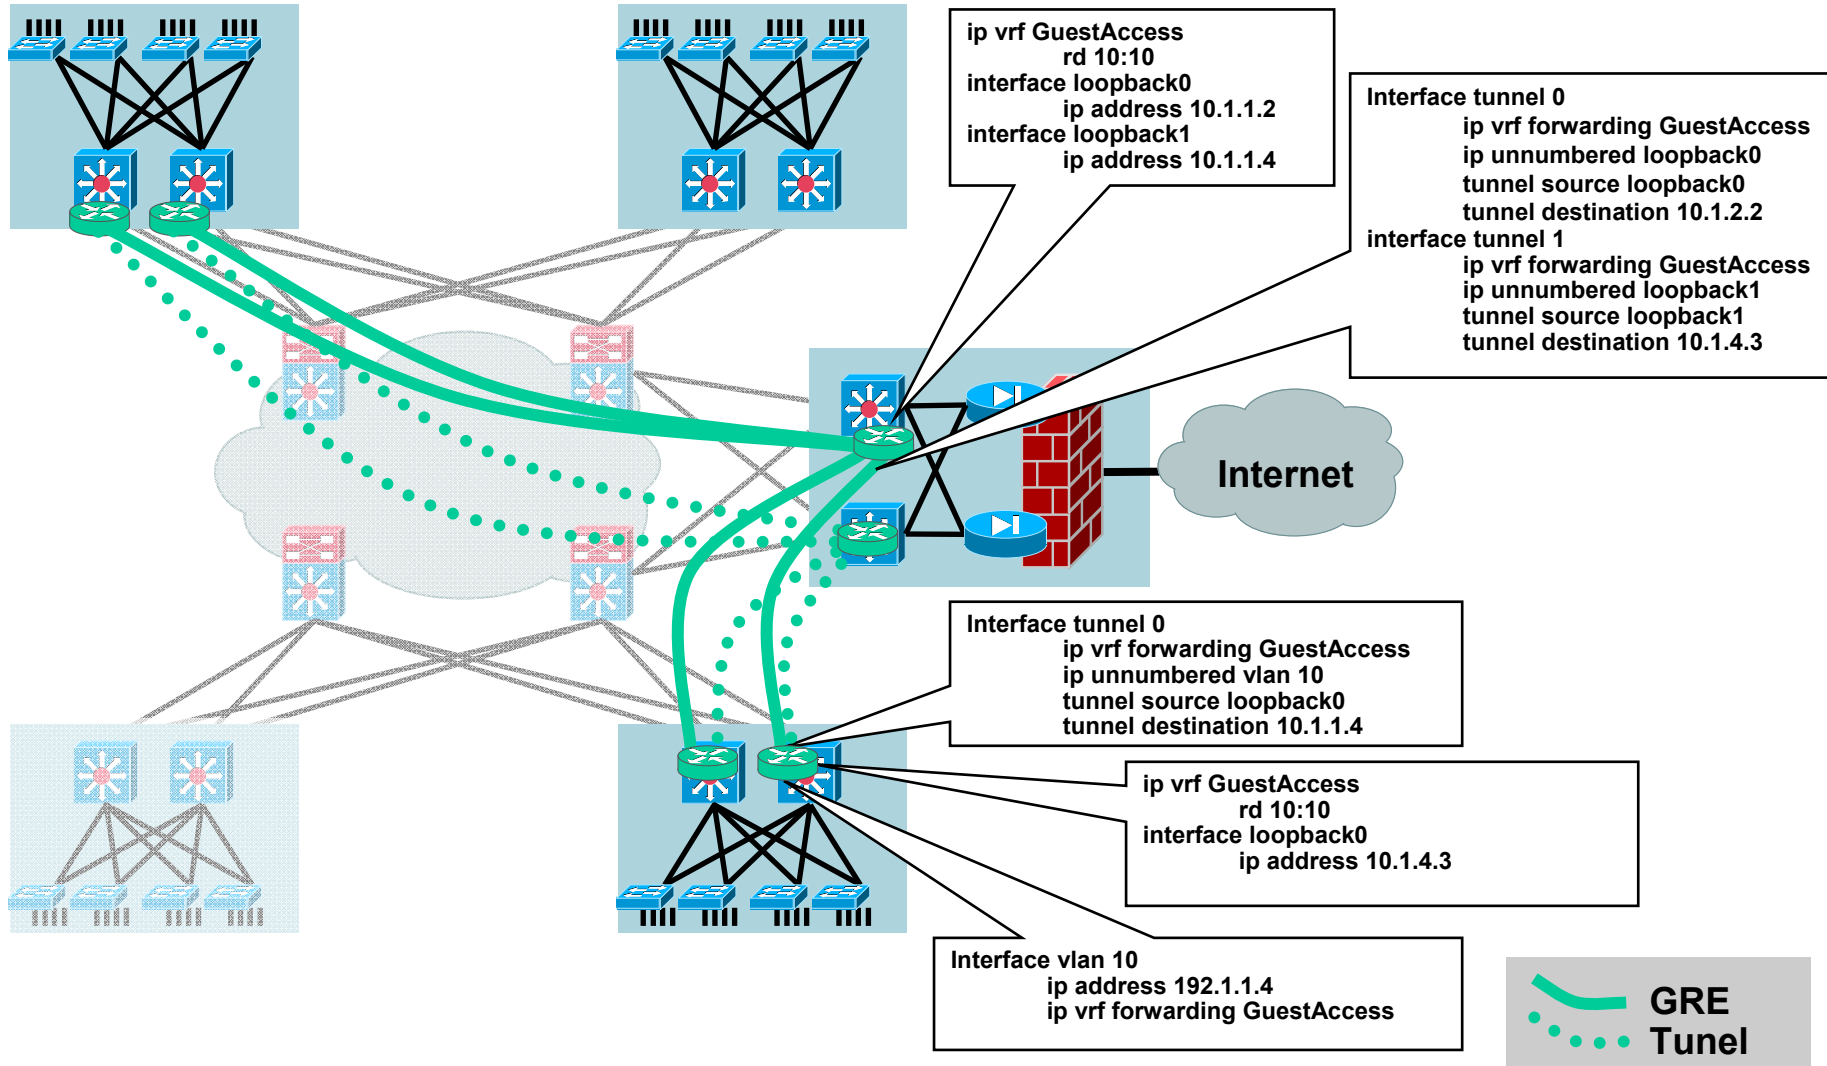 ip vrf GuestAccess
rd 10:10
interface loopback0
ip address 10.1.1.2
interface loopback1
ip address 10.1.1.4
Interface tunnel 0
ip vrf forwarding GuestAccess
ip unnumbered loopback0
tunnel source loopback0
tunnel destination 10.1.2.2
interface tunnel 1
ip vrf forwarding GuestAccess
ip unnumbered loopback1
tunnel source loopback1
tunnel destination 10.1.4.3
Internet
Interface tunnel 0
ip vrf forwarding GuestAccess
ip unnumbered vlan 10
tunnel source loopback0
tunnel destination 10.1.1.4
ip vrf GuestAccess
rd 10:10
interface loopback0
ip address 10.1.4.3
Interface vlan 10
ip address 192.1.1.4
ip vrf forwarding GuestAccess
GRE
Tunel